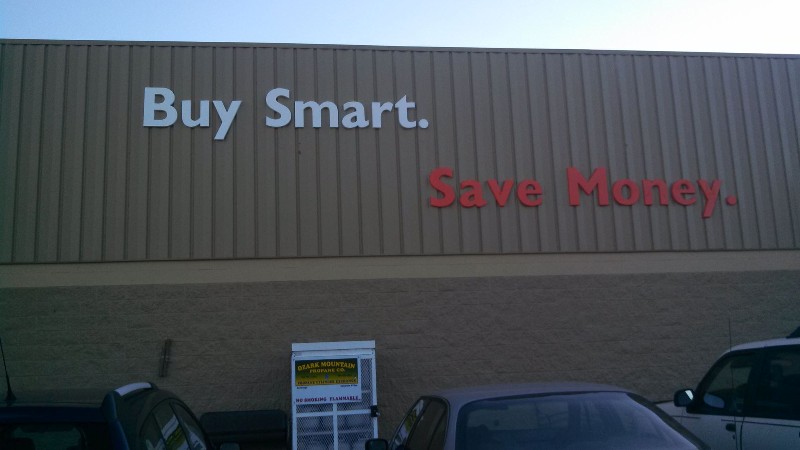 Buy Smart.
Save Money.
OZARK MOUNTAIN
PROPANE CO.
NO SMOKING FLAMMABLE